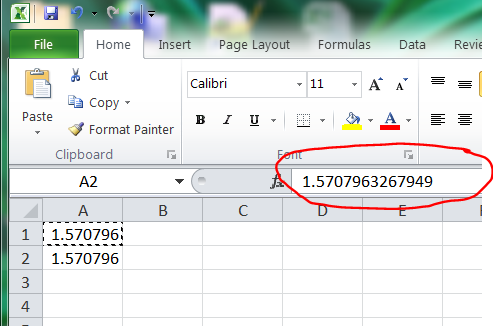 File Home Insert Page Layout Formulas Data Revie
Cut
Calibri 11 A A
Copy
Paste
Format Painter
B I U A
Clipboard Font
A2 fx 1.5707963267949
A B C D E
1 1.570796
2 1.570796
3
4